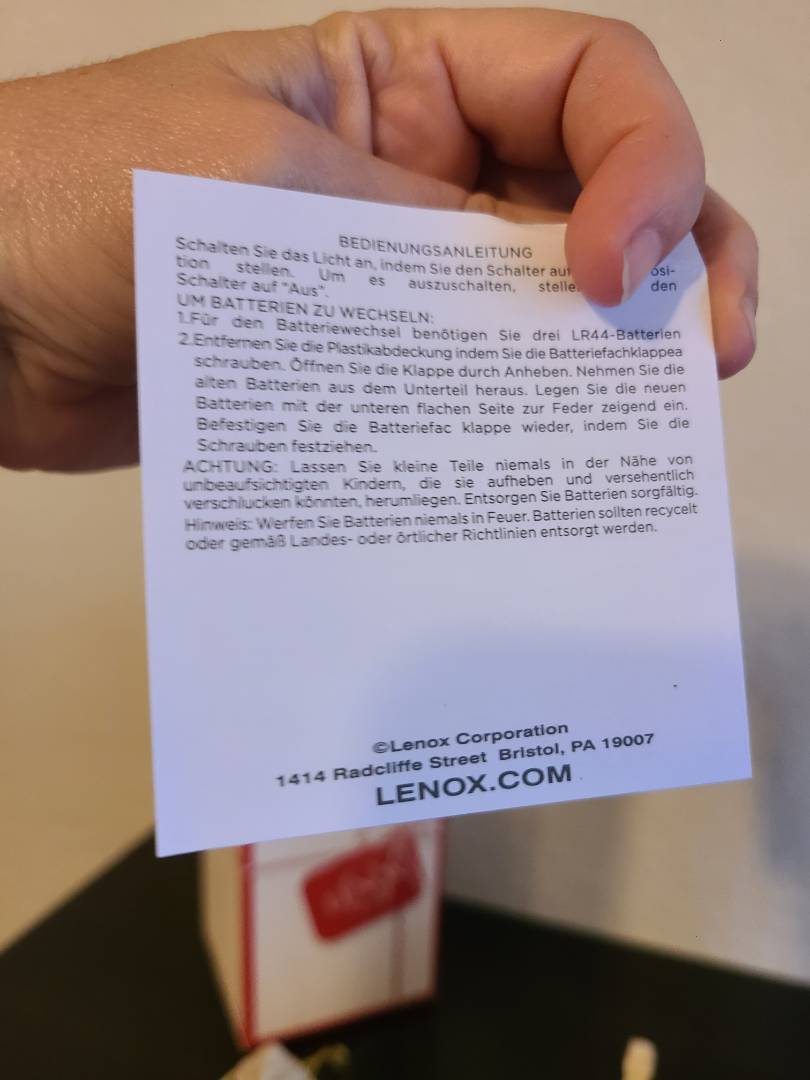 BEDIENUNGSANLEITUNG
Schalten Sie das Licht an, indem Sie den Schalter auf osi-
tion stellen. Um es auszuschalten, stelle den
Schalter auf "Aus".
UM BATTERIEN ZU WECHSELN:
1.Für den Batteriewechsel benötigen Sie drei LR44-Batterien
2.Entfernen Sie die Plastikabdeckung indem Sie die Batteriefachklappea
schrauben. Öffnen Sie die Klappe durch Anheben. Nehmen Sie die
alten Batterien aus dem Unterteil heraus. Legen Sie die neuen
Batterien mit der unteren flachen Seite zur Feder zeigend ein.
Befestigen Sie die Batteriefac klappe wieder, indem Sie die
Schrauben festziehen.
ACHTUNG: Lassen Sie kleine Teile niemals in der Nähe von
unbeaufsichtigten Kindern, die sie aufheben und versehentlich
verschlucken könnten, herumliegen. Entsorgen Sie Batterien sorgfältig.
Hinweis: Werfen Sie Batterien niemals in Feuer. Batterien sollten recycelt
oder gemäß Landes- oder örtlicher Richtlinien entsorgt werden.
©Lenox Corporation
1414 Radcliffe Street Bristol, PA 19007
LENOX.COM